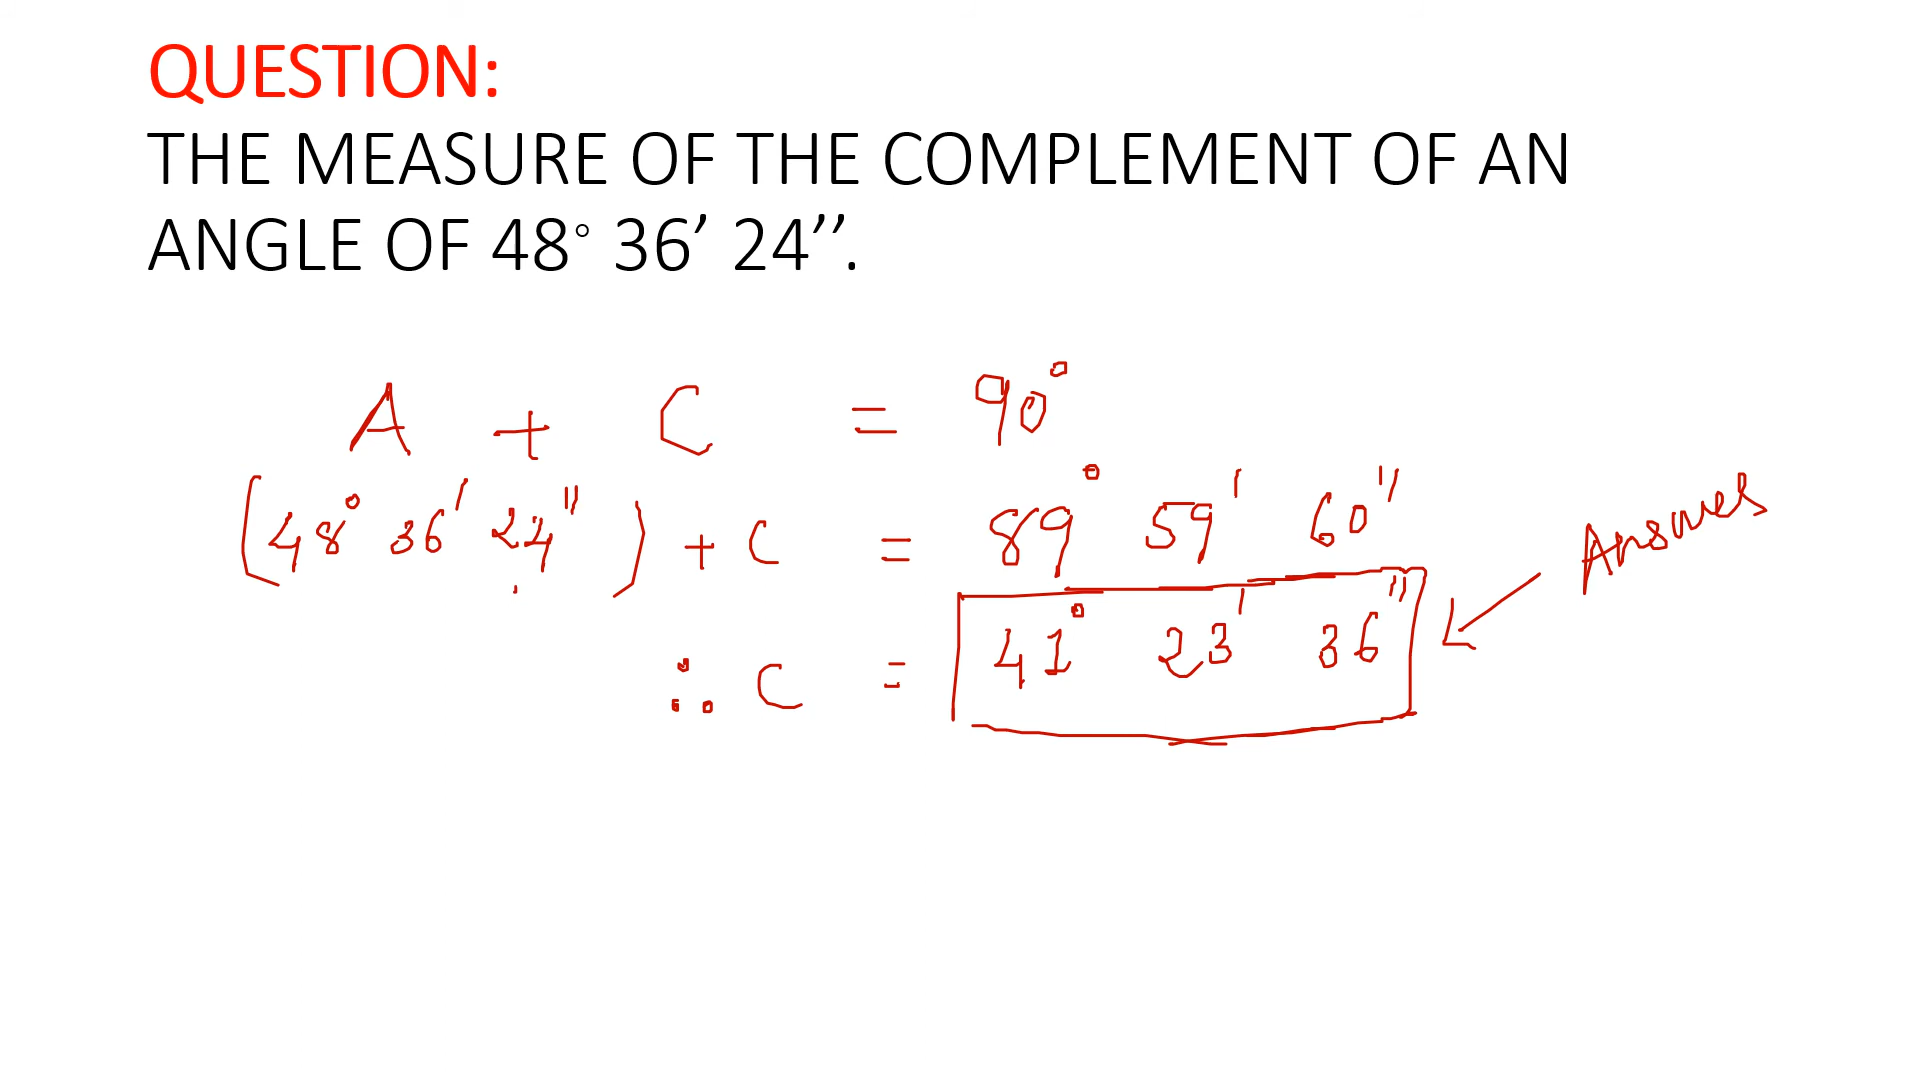 QUESTION:
THE MEASURE OF THE COMPLEMENT OF AN
ANGLE OF 48° 36’ 24’’.
A + C = 90°
(48° 36' 24") + C = 89° 59' 60"
∴ C = 41° 23' 36"
Answer